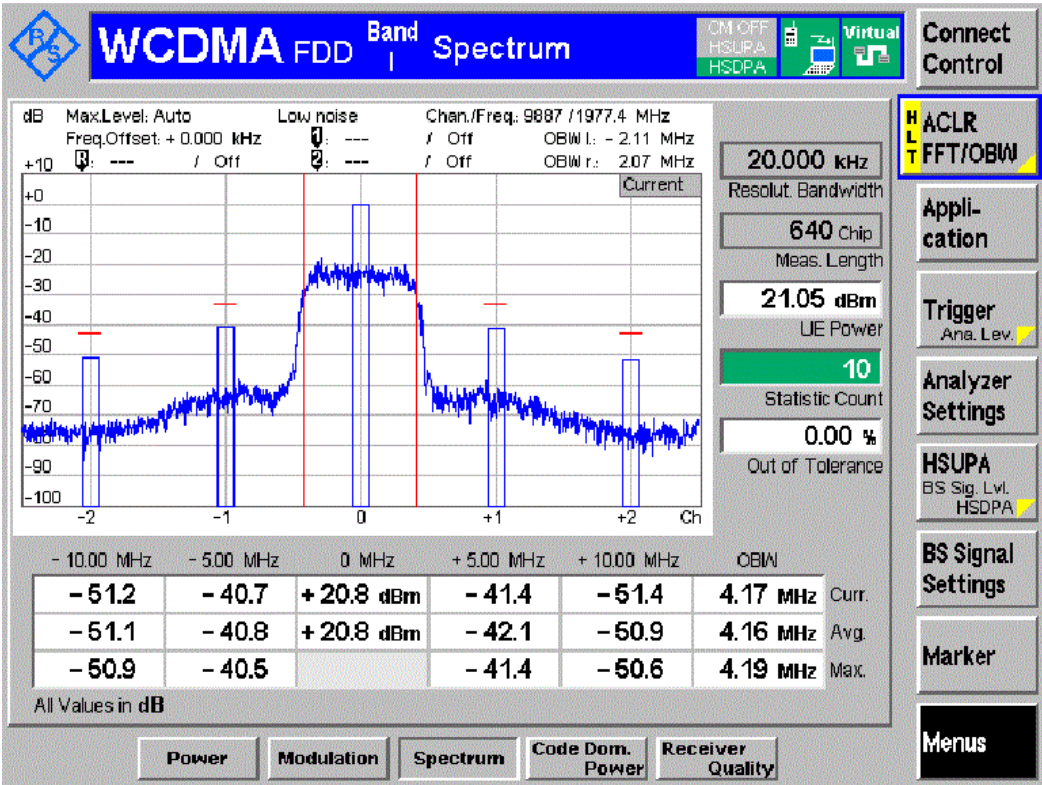 R&S
WCDMA FDD Band I Spectrum
CM OFF
HSUPA
HSDPA
Virtual
Connect Control
dB Max.Level: Auto Low noise Chan./Freq.: 9887 / 1977.4 MHz
Freq.Offset: + 0.000 kHz 1: --- / Off OBW l.: - 2.11 MHz
R: --- / Off 2: --- / Off OBW r.: 2.07 MHz
Current
+10
+0
-10
-20
-30
-40
-50
-60
-70
-90
-100
-2 -1 0 +1 +2 Ch
20.000 kHz
Resolut. Bandwidth
640 Chip
Meas. Length
21.05 dBm
UE Power
10
Statistic Count
0.00 %
Out of Tolerance
- 10.00 MHz - 5.00 MHz 0 MHz + 5.00 MHz + 10.00 MHz OBW
- 51.2 - 40.7 + 20.8 dBm - 41.4 - 51.4 4.17 MHz Curr.
- 51.1 - 40.8 + 20.8 dBm - 42.1 - 50.9 4.16 MHz Avg.
- 50.9 - 40.5 - 41.4 - 50.6 4.19 MHz Max.
All Values in dB
HLT
ACLR
FFT/OBW
Appli-
cation
Trigger
Ana. Lev.
Analyzer
Settings
HSUPA
BS Sig. Lvl.
HSDPA
BS Signal
Settings
Marker
Menus
Power
Modulation
Spectrum
Code Dom.
Power
Receiver
Quality